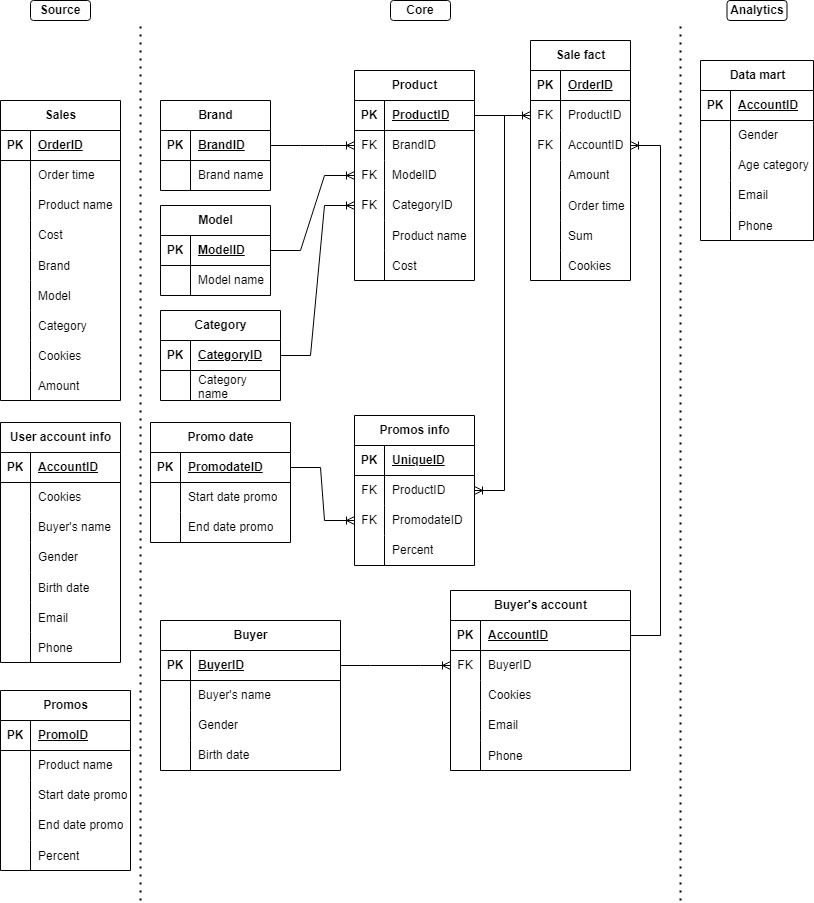 Source
Core
Analytics
Sales
PK OrderID
Order time
Product name
Cost
Brand
Model
Category
Cookies
Amount
User account info
PK AccountID
Cookies
Buyer's name
Gender
Birth date
Email
Phone
Promos
PK PromoID
Product name
Start date promo
End date promo
Percent
Brand
PK BrandID
Brand name
Model
PK ModelID
Model name
Category
PK CategoryID
Category
name
Promo date
PK PromodateID
Start date promo
End date promo
Buyer
PK BuyerID
Buyer's name
Gender
Birth date
Product
PK ProductID
FK BrandID
FK ModelID
FK CategoryID
Product name
Cost
Promos info
PK UniqueID
FK ProductID
FK PromodateID
Percent
Sale fact
PK OrderID
FK ProductID
FK AccountID
Amount
Order time
Sum
Cookies
Buyer's account
PK AccountID
FK BuyerID
Cookies
Email
Phone
Data mart
PK AccountID
Gender
Age category
Email
Phone